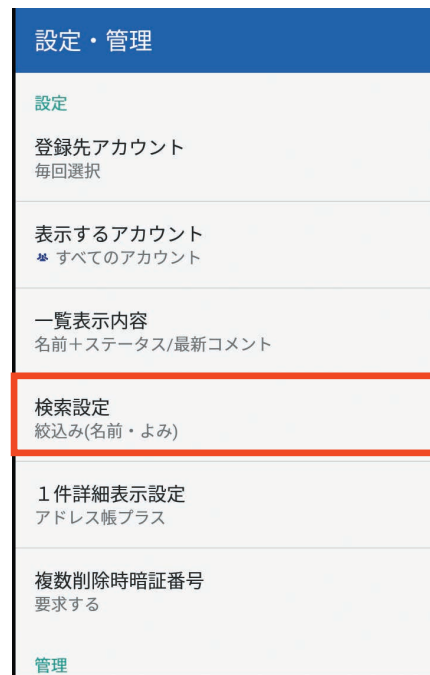 設定・管理
設定
登録先アカウント
毎回選択
表示するアカウント
すべてのアカウント
一覧表示内容
名前＋ステータス/最新コメント
検索設定
絞込み(名前・よみ)
１件詳細表示設定
アドレス帳プラス
複数削除時暗証番号
要求する
管理